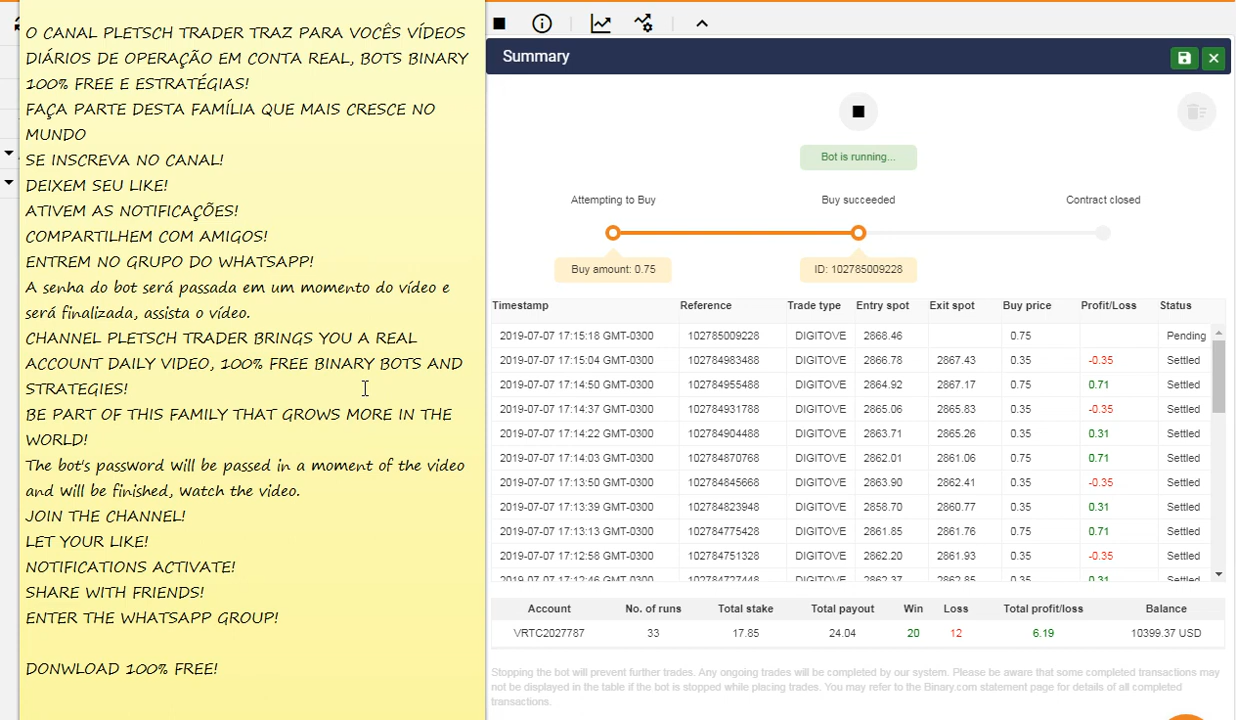 O CANAL PLETSCH TRADER TRAZ PARA VOCÊS VÍDEOS
DIÁRIOS DE OPERAÇÃO EM CONTA REAL, BOTS BINARY
100% FREE E ESTRATÉGIAS!
FAÇA PARTE DESTA FAMÍLIA QUE MAIS CRESCE NO
MUNDO
SE INSCREVA NO CANAL!
DEIXEM SEU LIKE!
ATIVEM AS NOTIFICAÇÕES!
COMPARTILHEM COM AMIGOS!
ENTREM NO GRUPO DO WHATSAPP!
A senha do bot será passada em um momento do vídeo e
será finalizada, assista o vídeo.
CHANNEL PLETSCH TRADER BRINGS YOU A REAL
ACCOUNT DAILY VIDEO, 100% FREE BINARY BOTS AND
STRATEGIES!
BE PART OF THIS FAMILY THAT GROWS MORE IN THE
WORLD!
The bot's password will be passed in a moment of the video
and will be finished, watch the video.
JOIN THE CHANNEL!
LET YOUR LIKE!
NOTIFICATIONS ACTIVATE!
SHARE WITH FRIENDS!
ENTER THE WHATSAPP GROUP!
DONWLOAD 100% FREE!
Summary
Bot is running...
Attempting to Buy Buy succeeded Contract closed
Buy amount: 0.75 ID: 102785009228
Timestamp Reference Trade type Entry spot Exit spot Buy price Profit/Loss Status
2019-07-07 17:15:18 GMT-0300 102785009228 DIGITOVE 2868.46 0.75 Pending
2019-07-07 17:15:04 GMT-0300 102784983488 DIGITOVE 2866.78 2867.43 0.35 -0.35 Settled
2019-07-07 17:14:50 GMT-0300 102784955488 DIGITOVE 2864.92 2867.17 0.75 0.71 Settled
2019-07-07 17:14:37 GMT-0300 102784931788 DIGITOVE 2865.06 2865.83 0.35 -0.35 Settled
2019-07-07 17:14:22 GMT-0300 102784904488 DIGITOVE 2863.71 2865.26 0.35 0.31 Settled
2019-07-07 17:14:03 GMT-0300 102784870768 DIGITOVE 2862.01 2861.06 0.75 0.71 Settled
2019-07-07 17:13:50 GMT-0300 102784845668 DIGITOVE 2863.90 2862.41 0.35 -0.35 Settled
2019-07-07 17:13:39 GMT-0300 102784823948 DIGITOVE 2858.70 2860.77 0.35 0.31 Settled
2019-07-07 17:13:13 GMT-0300 102784775428 DIGITOVE 2861.85 2861.76 0.75 0.71 Settled
2019-07-07 17:12:58 GMT-0300 102784751328 DIGITOVE 2862.20 2861.93 0.35 -0.35 Settled
2019-07-07 17:12:46 GMT-0300 102784727448 DIGITOVE 2862.37 2862.85 0.35 0.31 Settled
Account No. of runs Total stake Total payout Win Loss Total profit/loss Balance
VRTC2027787 33 17.85 24.04 20 12 6.19 10399.37 USD
Stopping the bot will prevent further trades. Any ongoing trades will be completed by our system. Please be aware that some completed transactions may
not be displayed in the table if the bot is stopped while placing trades. You may refer to the Binary.com statement page for details of all completed
transactions.